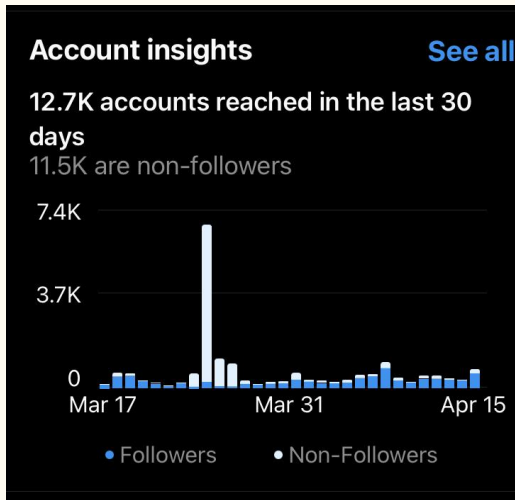 Account insights See all
12.7K accounts reached in the last 30
days
11.5K are non-followers
7.4K
3.7K
0
Mar 17 Mar 31 Apr 15
Followers Non-Followers